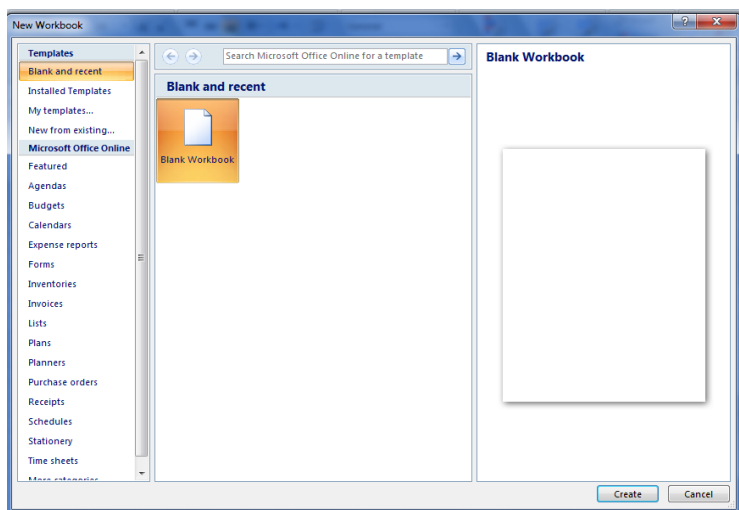 New Workbook
Templates
Blank and recent
Installed Templates
My templates...
New from existing...
Microsoft Office Online
Featured
Agendas
Budgets
Calendars
Expense reports
Forms
Inventories
Invoices
Lists
Plans
Planners
Purchase orders
Receipts
Schedules
Stationery
Time sheets
More categories
Search Microsoft Office Online for a template
Blank and recent
Blank Workbook
Blank Workbook
Create
Cancel